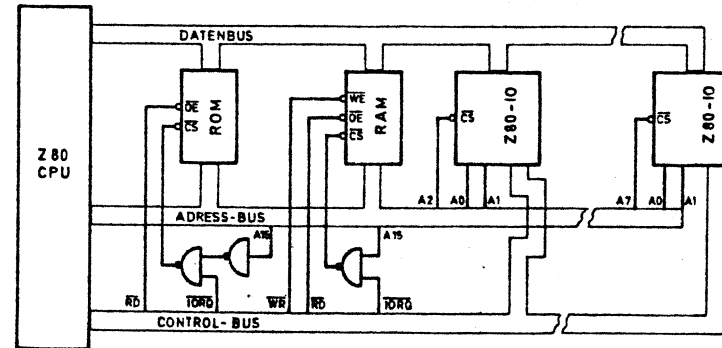 DATENBUS
Z80
CPU
OE
CS
ROM
WE
OE
CS
RAM
CS
Z80-IO
CS
Z80-IO
A2
A0
A1
A7
A0
A1
ADRESS-BUS
A15
A15
RD
IORQ
WR
RD
IORQ
CONTROL-BUS